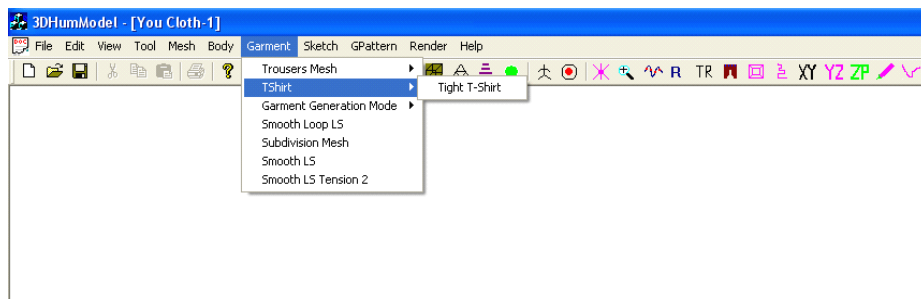 3DHumModel - [You Cloth-1]
DOC File Edit View Tool Mesh Body Garment Sketch GPattern Render Help
R TR XY YZ ZP
Trousers Mesh
TShirt Tight T-Shirt
Garment Generation Mode
Smooth Loop LS
Subdivision Mesh
Smooth LS
Smooth LS Tension 2